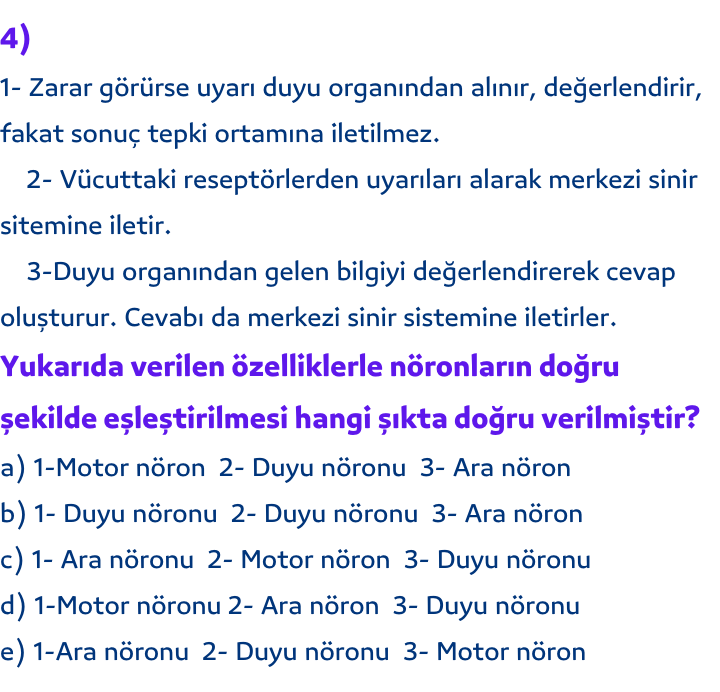 4)
1- Zarar görürse uyarı duyu organından alınır, değerlendirir,
fakat sonuç tepki ortamına iletilmez.
2- Vücuttaki reseptörlerden uyarıları alarak merkezi sinir
sitemine iletir.
3-Duyu organından gelen bilgiyi değerlendirerek cevap
oluşturur. Cevabı da merkezi sinir sistemine iletirler.
Yukarıda verilen özelliklerle nöronların doğru
şekilde eşleştirilmesi hangi şıkta doğru verilmiştir?
a) 1-Motor nöron 2- Duyu nöronu 3- Ara nöron
b) 1- Duyu nöronu 2- Duyu nöronu 3- Ara nöron
c) 1- Ara nöronu 2- Motor nöron 3- Duyu nöronu
d) 1-Motor nöronu 2- Ara nöron 3- Duyu nöronu
e) 1-Ara nöronu 2- Duyu nöronu 3- Motor nöron